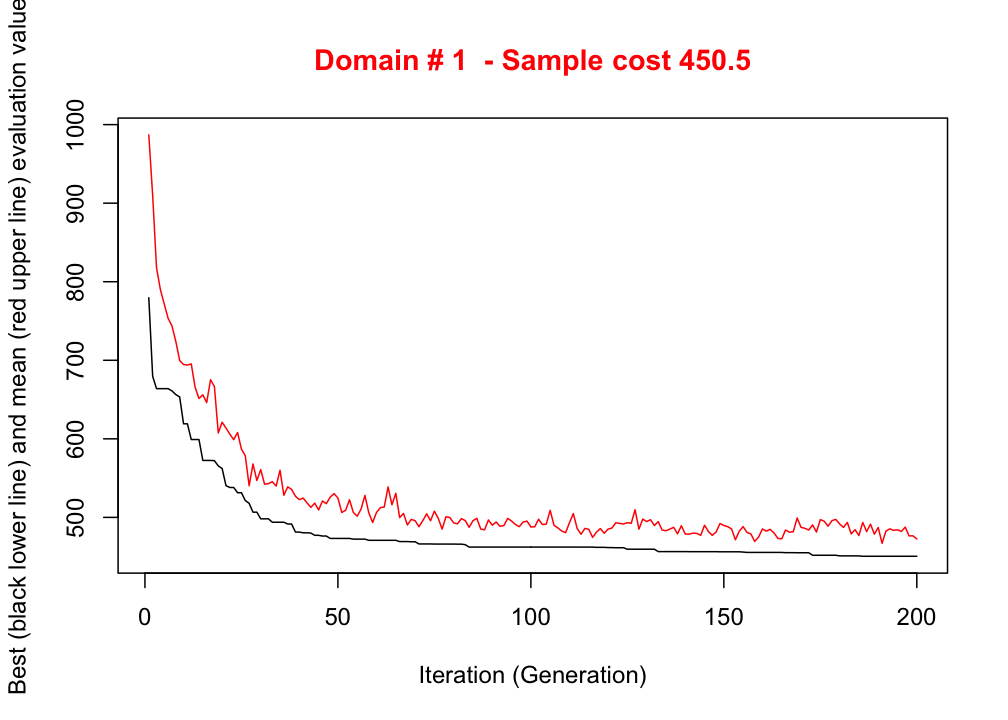 Domain # 1  - Sample cost 450.5
Best (black lower line) and mean (red upper line) evaluation value
1000
900
800
700
600
500
0 50 100 150 200
Iteration (Generation)